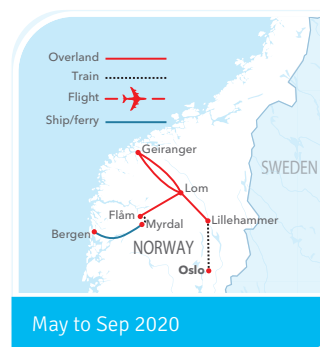 Overland
Train
Flight
Ship/ferry
Geiranger
SWEDEN
Lom
Flåm
Myrdal
Lillehammer
Bergen
NORWAY
Oslo
May to Sep 2020